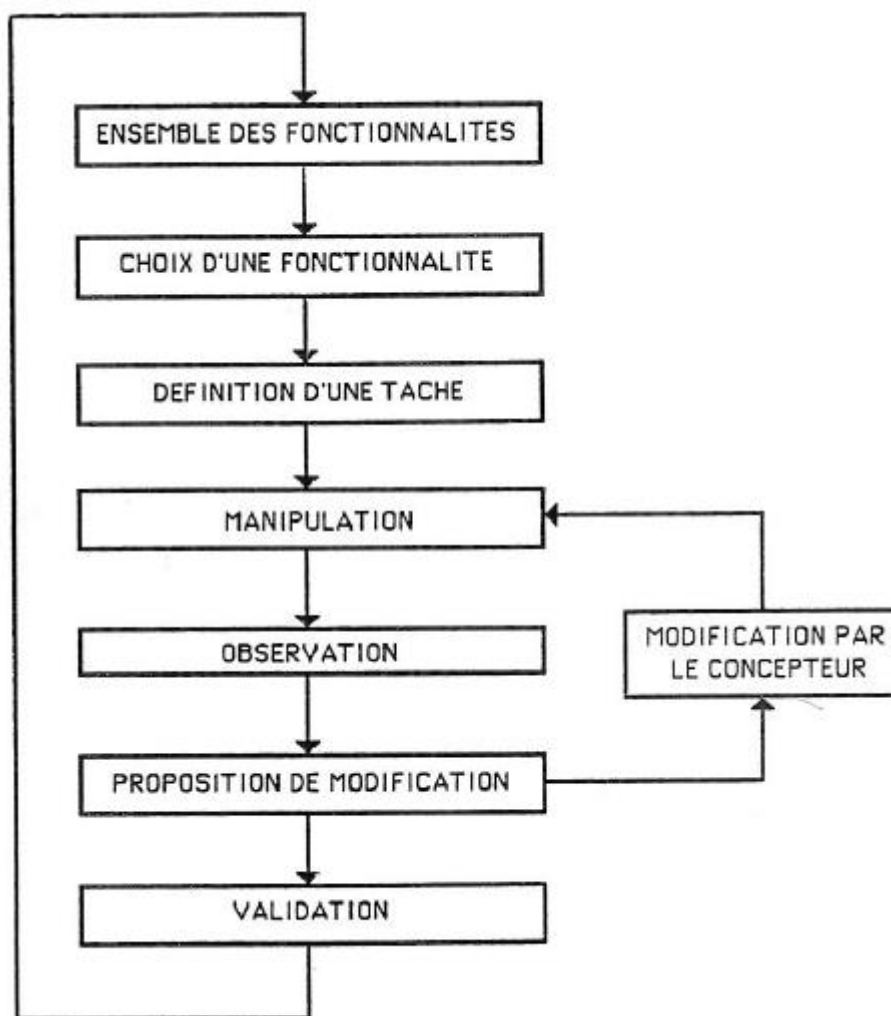 ENSEMBLE DES FONCTIONNALITES
CHOIX D'UNE FONCTIONNALITE
DEFINITION D'UNE TACHE
MANIPULATION
OBSERVATION
MODIFICATION PAR
LE CONCEPTEUR
PROPOSITION DE MODIFICATION
VALIDATION